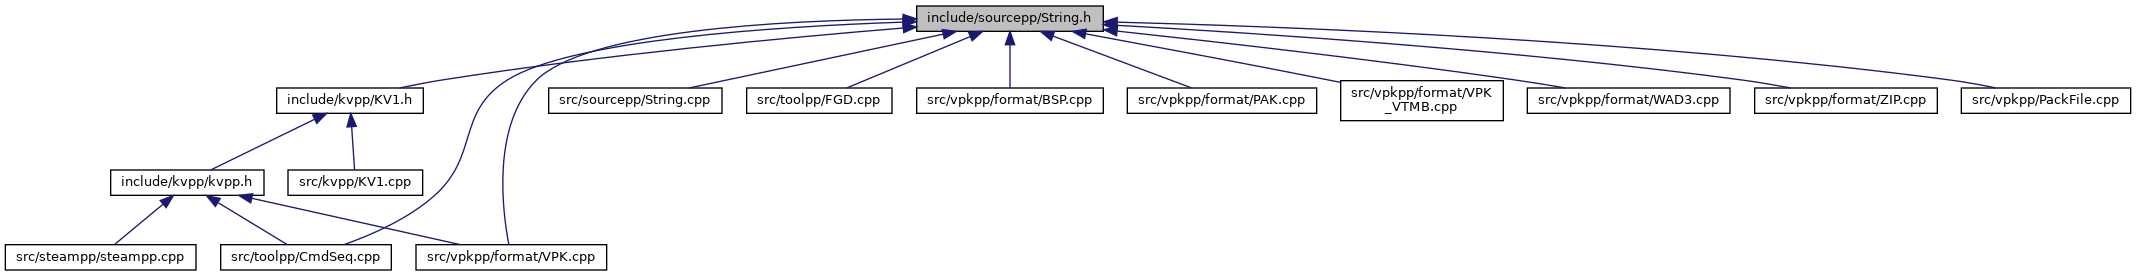 include/sourcepp/String.h
include/kvpp/KV1.h
src/sourcepp/String.cpp
src/toolpp/FGD.cpp
src/vpkpp/format/BSP.cpp
src/vpkpp/format/PAK.cpp
src/vpkpp/format/VPK
_VTMB.cpp
src/vpkpp/format/WAD3.cpp
src/vpkpp/format/ZIP.cpp
src/vpkpp/PackFile.cpp
include/kvpp/kvpp.h
src/kvpp/KV1.cpp
src/steampp/steampp.cpp
src/toolpp/CmdSeq.cpp
src/vpkpp/format/VPK.cpp